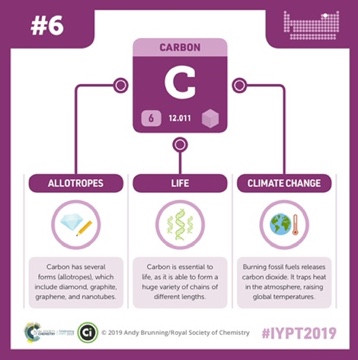 #6
CARBON
C
6
12.011
ALLOTROPES
LIFE
CLIMATE CHANGE
Carbon has several
forms (allotropes), which
include diamond, graphite,
graphene, and nanotubes.
Carbon is essential to
life, as it is able to form a
huge variety of chains of
different lengths.
Burning fossil fuels releases
carbon dioxide. It traps heat
in the atmosphere, raising
global temperatures.
Ci
© 2019 Andy Brunning/Royal Society of Chemistry
#IYPT2019